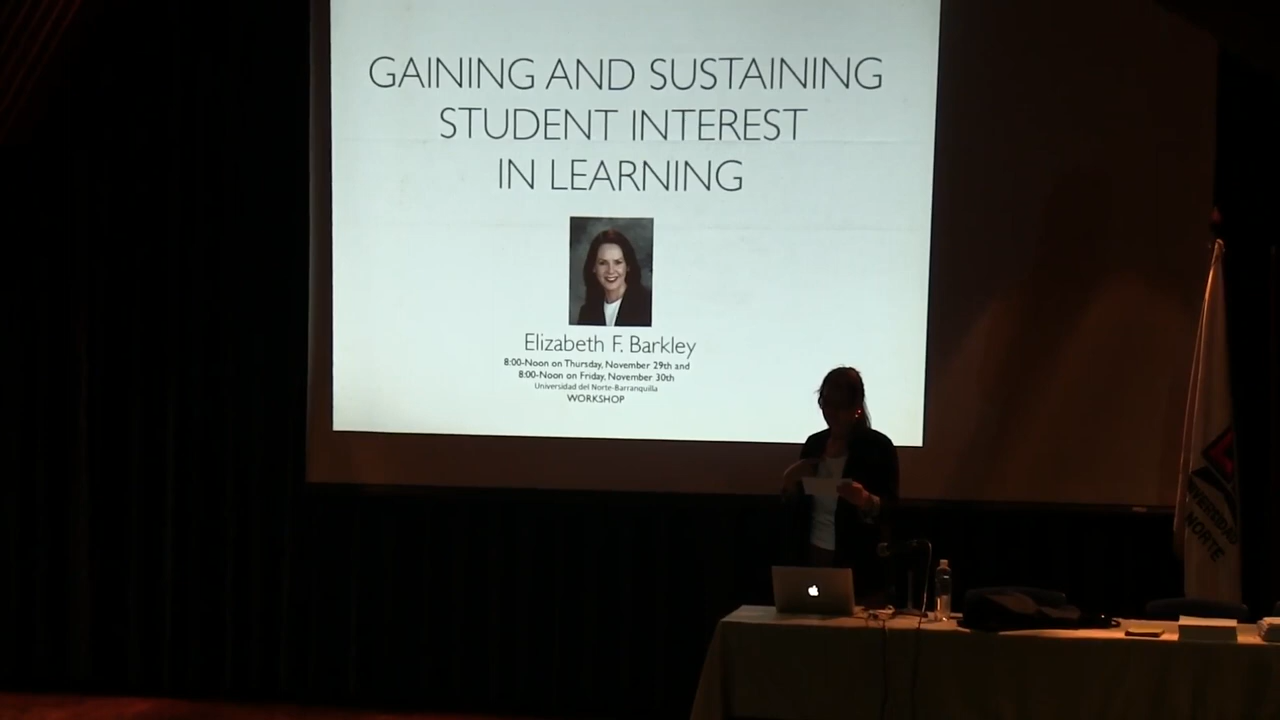 GAINING AND SUSTAINING
STUDENT INTEREST
IN LEARNING
Elizabeth F. Barkley
8:00-Noon on Thursday, November 29th and
8:00-Noon on Friday, November 30th
Universidad del Norte-Barranquilla
WORKSHOP
NORTE